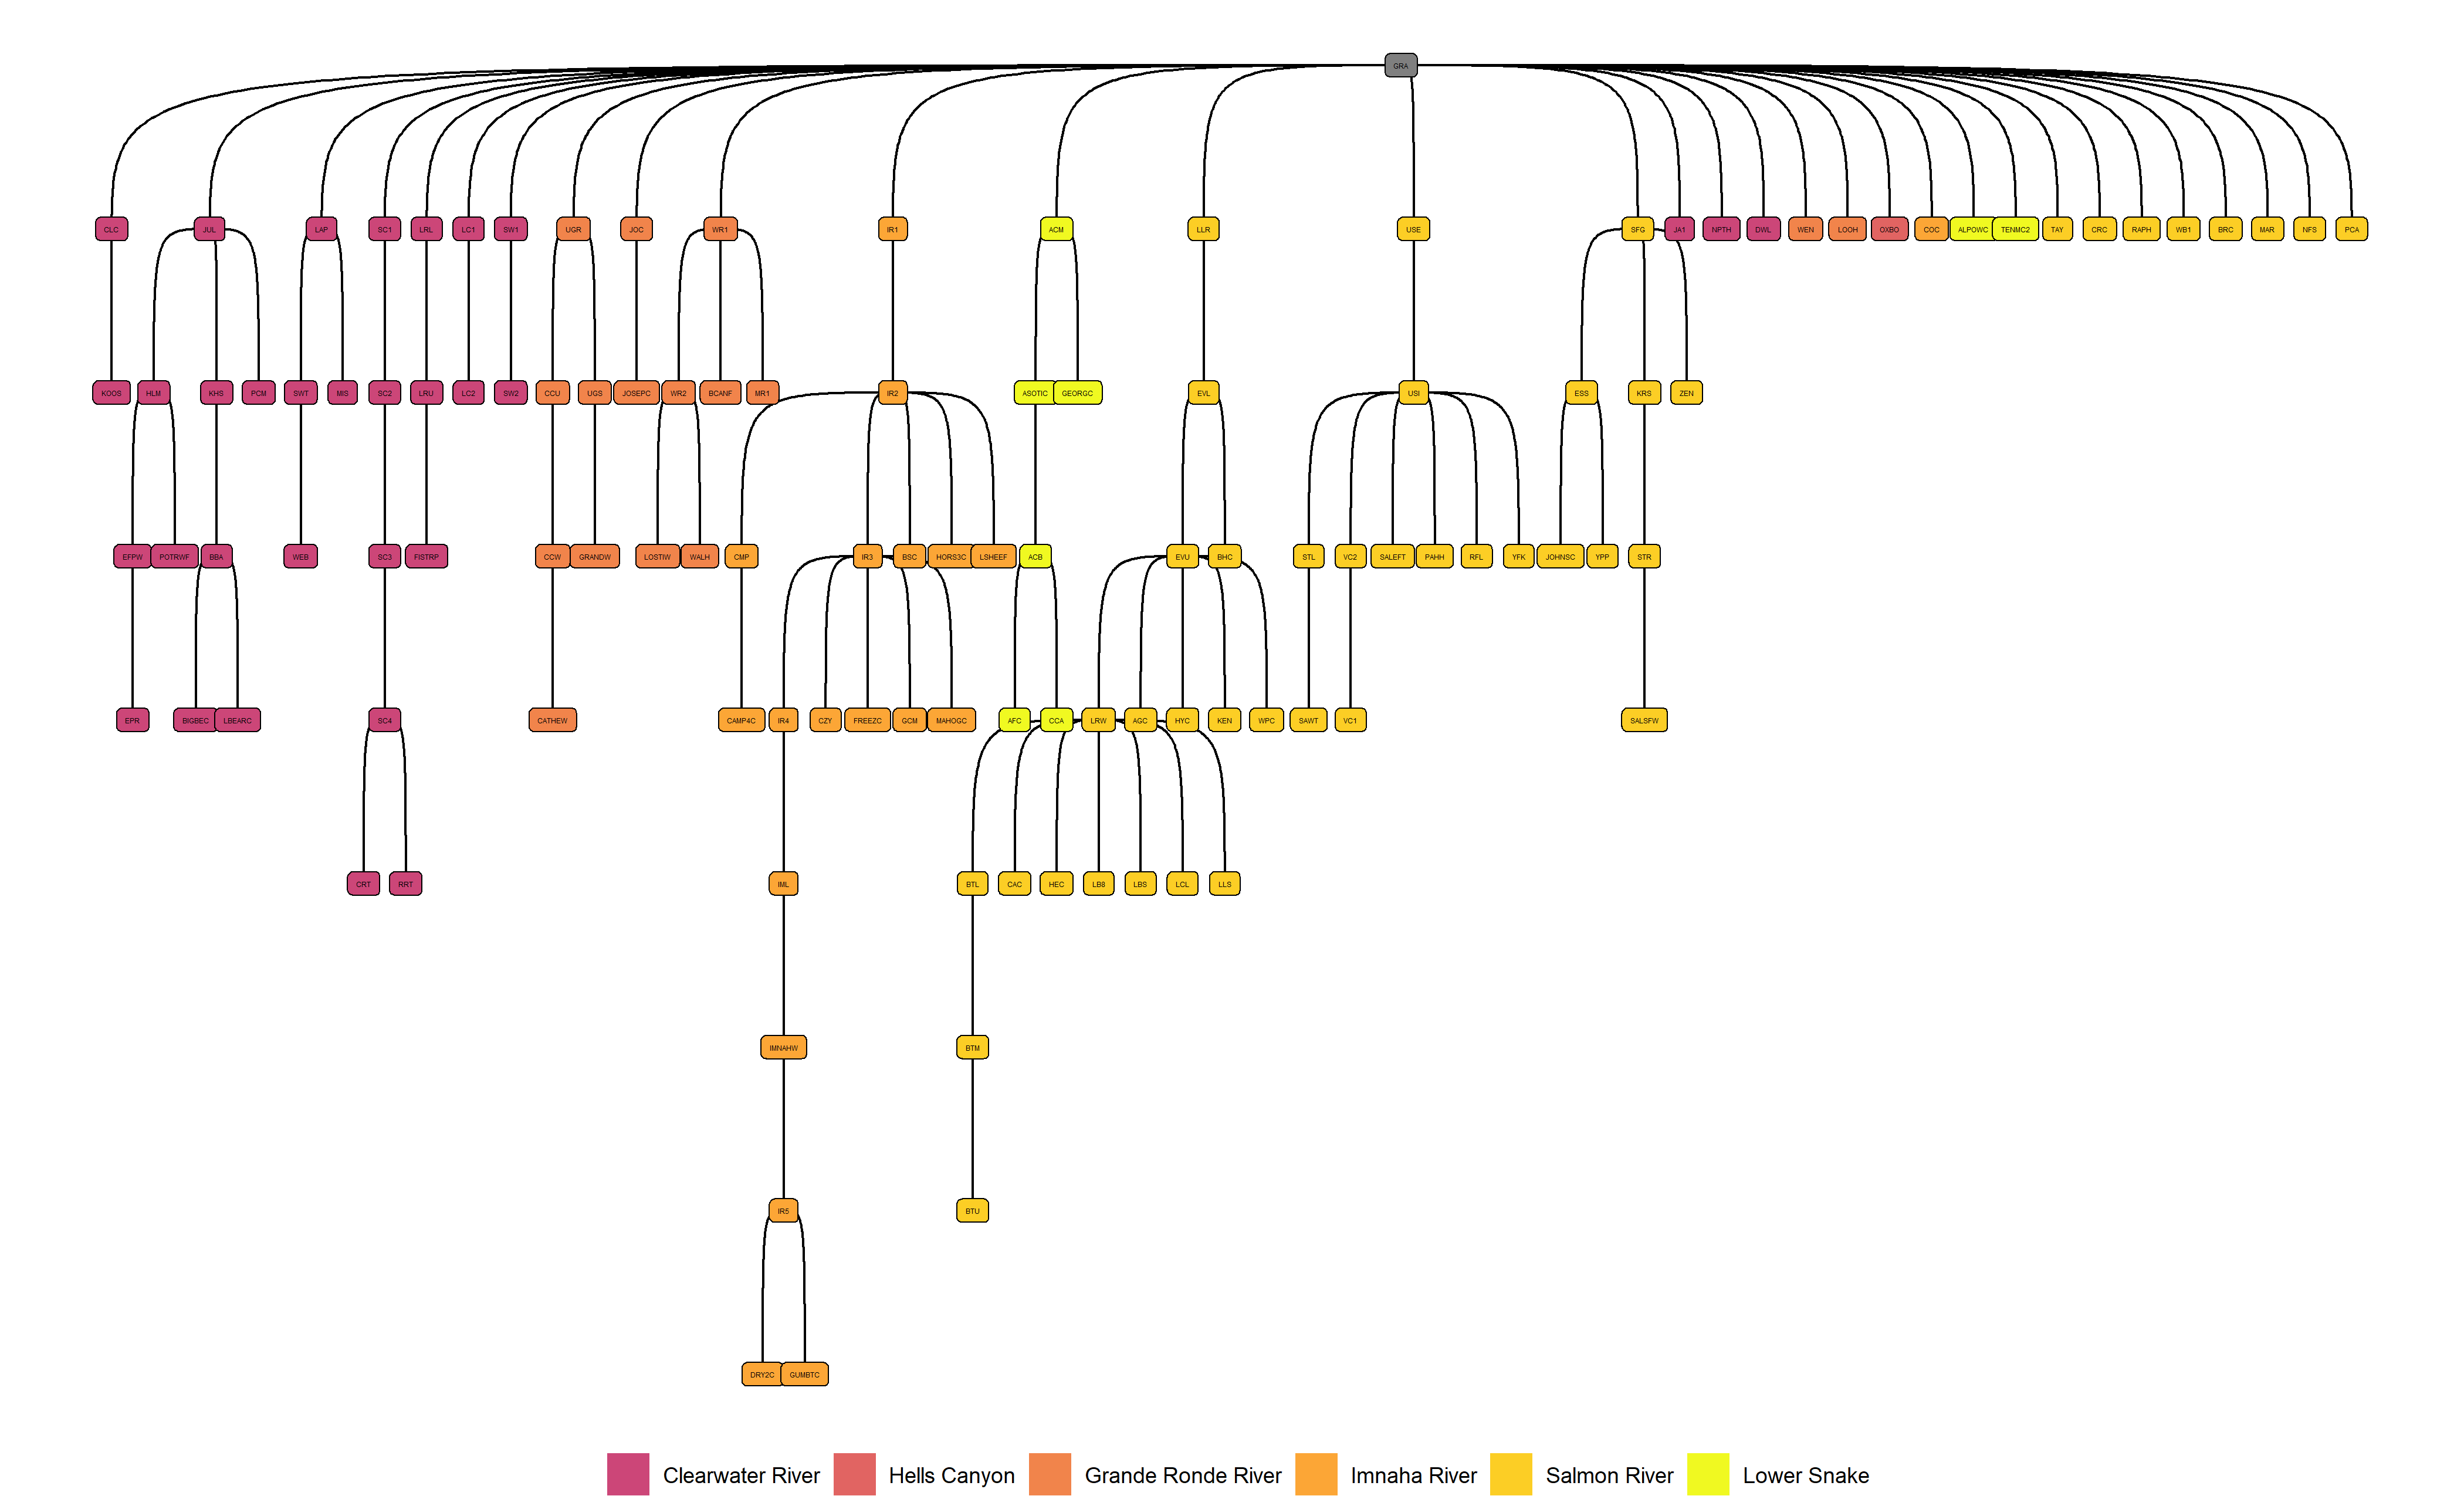 GRA
CLC JUL LAP SC1 LRL LC1 SW1 UGR JOC WR1 IR1 ACM LLR USE SFG JA1 NPTH DWL WEN LOOH OXBO COC ALPOWC TENMC2 TAY CRC RAPH WB1 BRC MAR NFS PCA
KOOS HLM KHS PCM SWT MIS SC2 LRU LC2 SW2 CCU UGS JOSEPC WR2 BCANF MR1 IR2 ASOTIC GEORGC EVL USI ESS KRS ZEN
EFPW POTRWF BBA WEB SC3 FISTRP CCW GRANDW LOSTIW WALH CMP IR3 BSC HORS3C LSHEEF ACB EVU BHC STL VC2 SALEFT PAHH RFL YFK JOHNSC YPP STR
EPR BIGBEC LBEARC SC4 CATHEW CAMP4C IR4 CZY FREEZC GCM MAHOGC AFC CCA LRW AGC HYC KEN WPC SAWT VC1 SALSFW
CRT RRT IML BTL CAC HEC LB8 LBS LCL LLS
IMNAHW BTM
IR5 BTU
DRY2C GUMBTC
Clearwater River Hells Canyon Grande Ronde River Imnaha River Salmon River Lower Snake